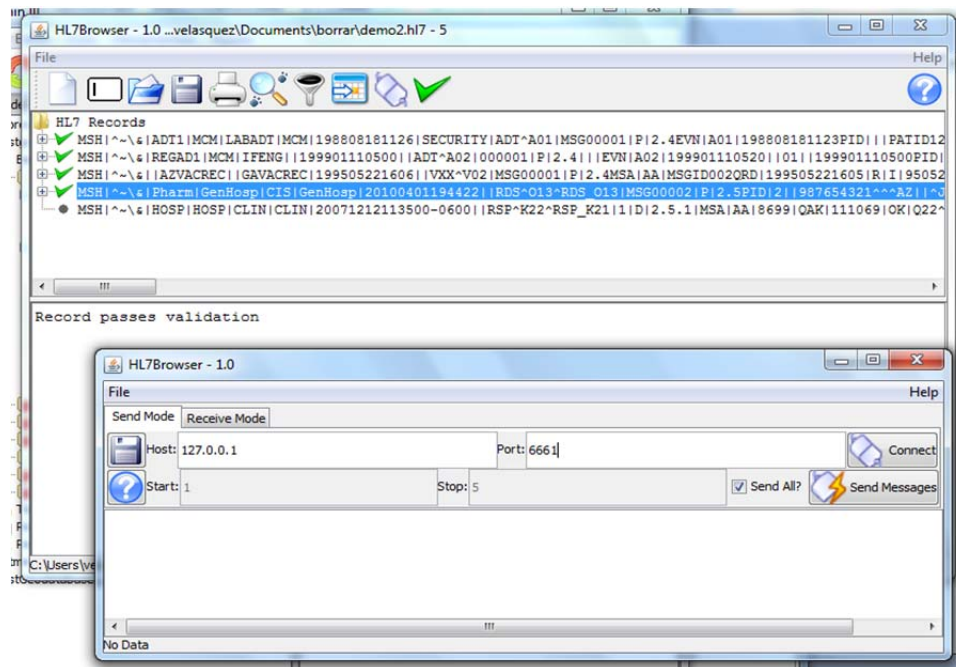 HL7Browser - 1.0 ...velasquez\Documents\borrar\demo2.hl7 - 5
File Help
HL7 Records
MSH|^~\&|ADT1|MCM|LABADT|MCM|198808181126|SECURITY|ADT^A01|MSG00001|P|2.4EVN|A01|198808181123PID|||PATID12
MSH|^~\&|REGAD1|MCM|IFENG||199901110500||ADT^A02|000001|P|2.4|||EVN|A02|199901110520||01||199901110500PID|
MSH|^~\&||AZVACREC||GAVACREC|199505221606||VXX^V02|MSG00001|P|2.4MSA|AA|MSGID002QRD|199505221605|R|I|95052
MSH|^~\&|Pharm|GenHosp|CIS|GenHosp|20100401194422||RDS^O13^RDS_O13|MSG00002|P|2.5PID|2||987654321^^^AZ||^J
MSH|^~\&|HOSP|HOSP|CLIN|CLIN|20071212113500-0600||RSP^K22^RSP_K21|1|D|2.5.1|MSA|AA|8699|QAK|111069|OK|Q22^
Record passes validation
HL7Browser - 1.0
File Help
Send Mode Receive Mode
Host: 127.0.0.1 Port: 6661 Connect
Start: 1 Stop: 5 Send All? Send Messages
No Data
C:\Users\ve